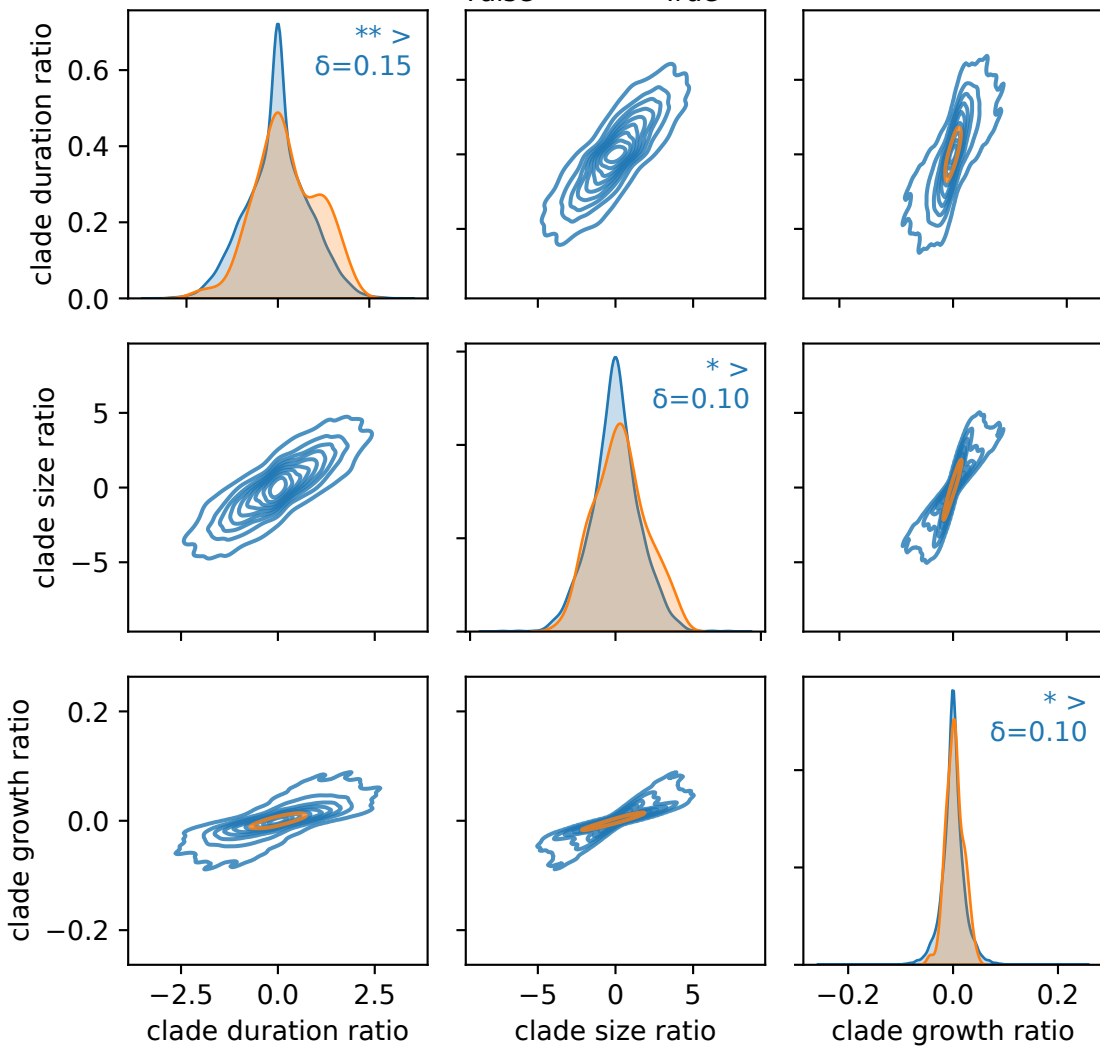 ** >
δ=0.15
clade duration ratio
0.6
0.4
0.2
0.0
* >
δ=0.10
clade size ratio
5
0
−5
* >
δ=0.10
clade growth ratio
0.2
0.0
−0.2
−2.5 0.0 2.5
−5 0 5
−0.2 0.0 0.2
clade duration ratio
clade size ratio
clade growth ratio